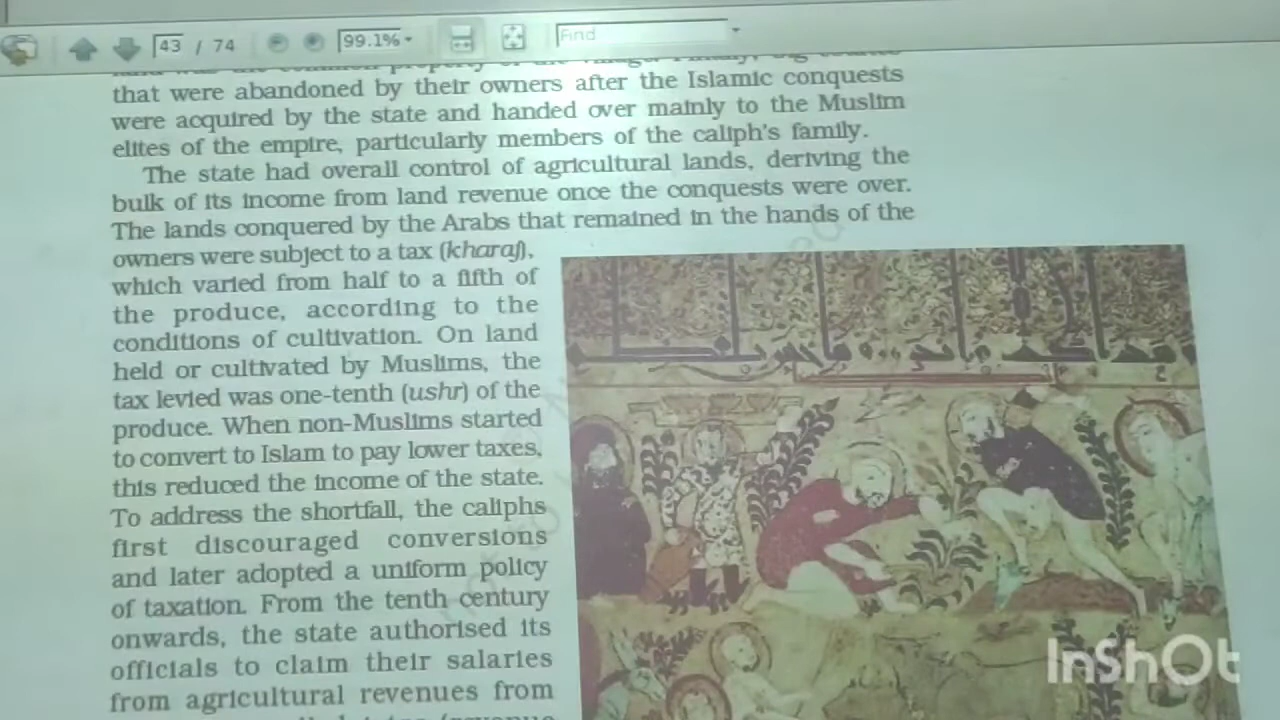 43 / 74
99.1%
Find
that were abandoned by their owners after the Islamic conquests
were acquired by the state and handed over mainly to the Muslim
elites of the empire, particularly members of the caliph's family.
The state had overall control of agricultural lands, deriving the
bulk of its income from land revenue once the conquests were over.
The lands conquered by the Arabs that remained in the hands of the
owners were subject to a tax (kharaj),
which varied from half to a fifth of
the produce, according to the
conditions of cultivation. On land
held or cultivated by Muslims, the
tax levied was one-tenth (ushr) of the
produce. When non-Muslims started
to convert to Islam to pay lower taxes,
this reduced the income of the state.
To address the shortfall, the caliphs
first discouraged conversions
and later adopted a uniform policy
of taxation. From the tenth century
onwards, the state authorised its
officials to claim their salaries
from agricultural revenues from
InShOt